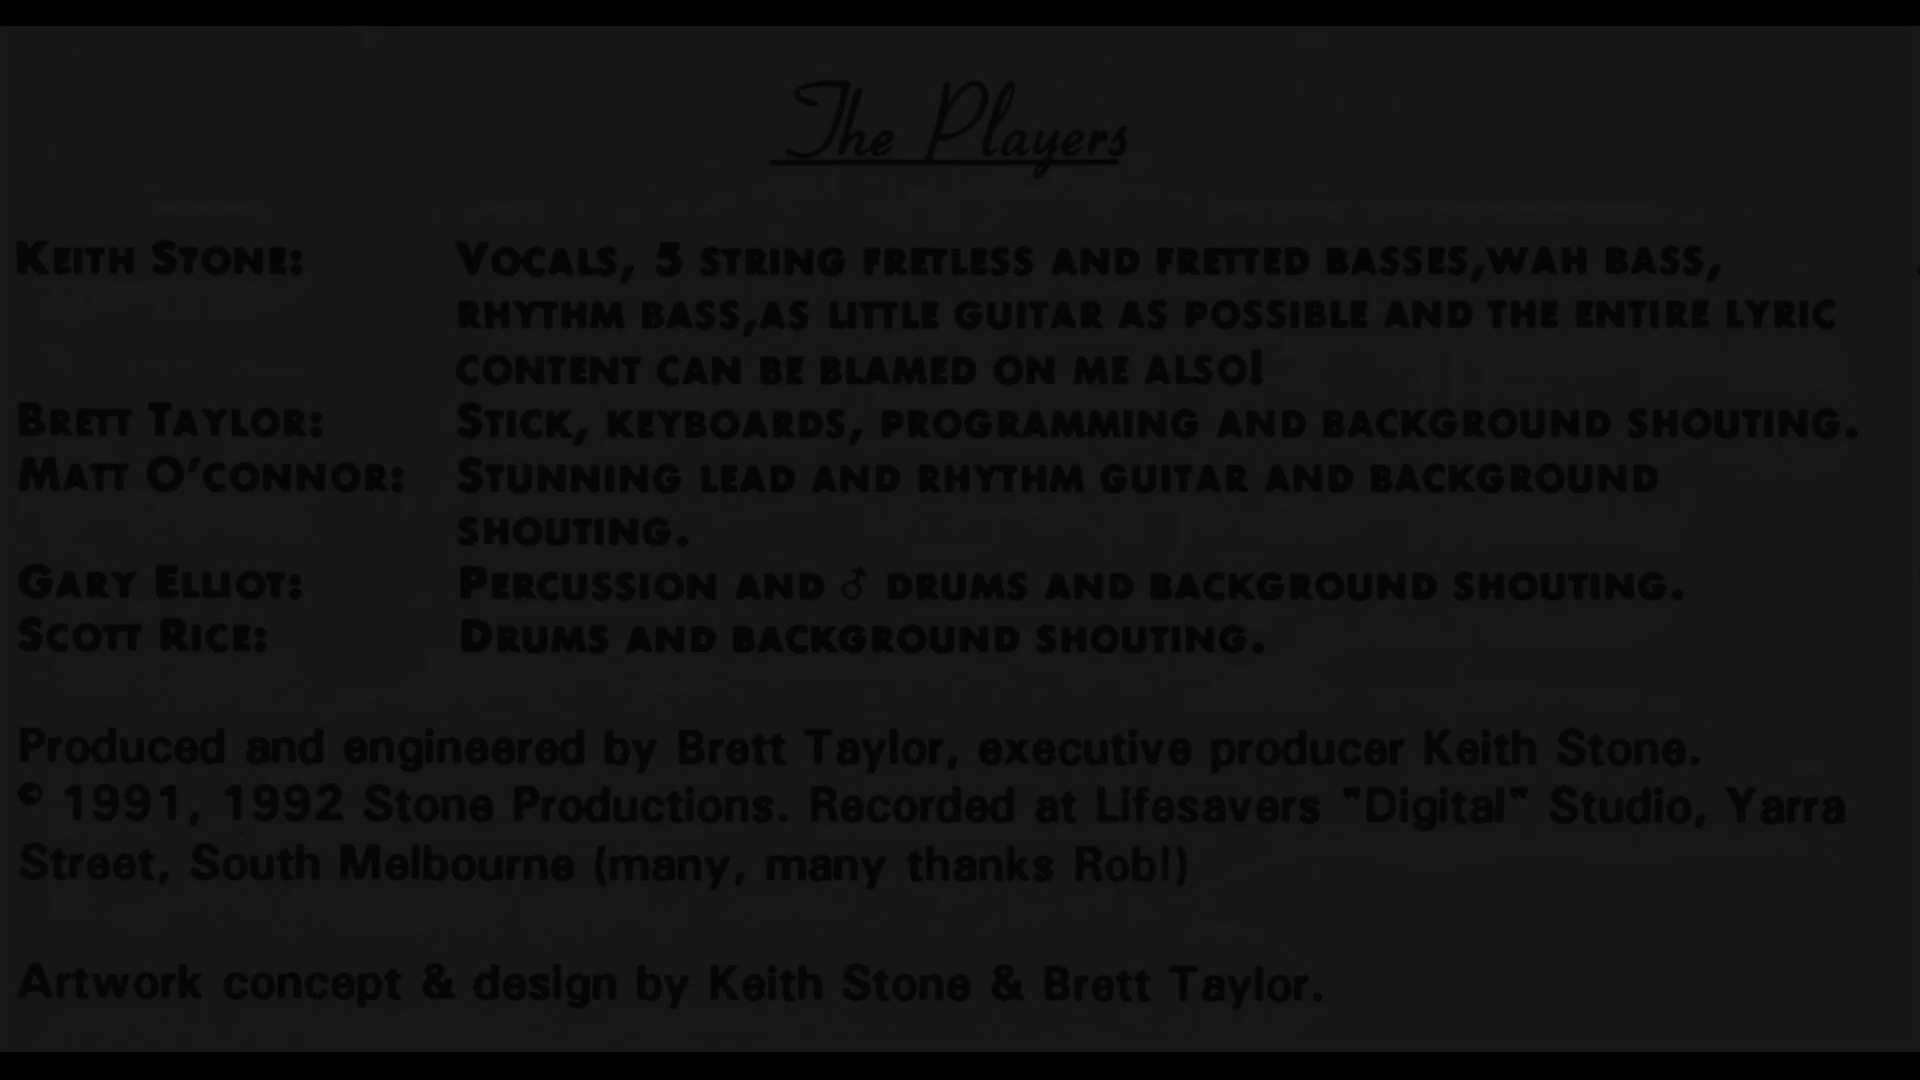 The Players
Keith Stone: Vocals, 5 string fretless and fretted basses,wah bass,
rhythm bass,as little guitar as possible and the entire lyric
content can be blamed on me also!
Brett Taylor: Stick, keyboards, programming and background shouting.
Matt O'Connor: Stunning lead and rhythm guitar and background
shouting.
Gary Elliot: Percussion and ♂ drums and background shouting.
Scott Rice: Drums and background shouting.
Produced and engineered by Brett Taylor, executive producer Keith Stone.
© 1991, 1992 Stone Productions. Recorded at Lifesavers "Digital" Studio, Yarra
Street, South Melbourne (many, many thanks Rob!)
Artwork concept & design by Keith Stone & Brett Taylor.